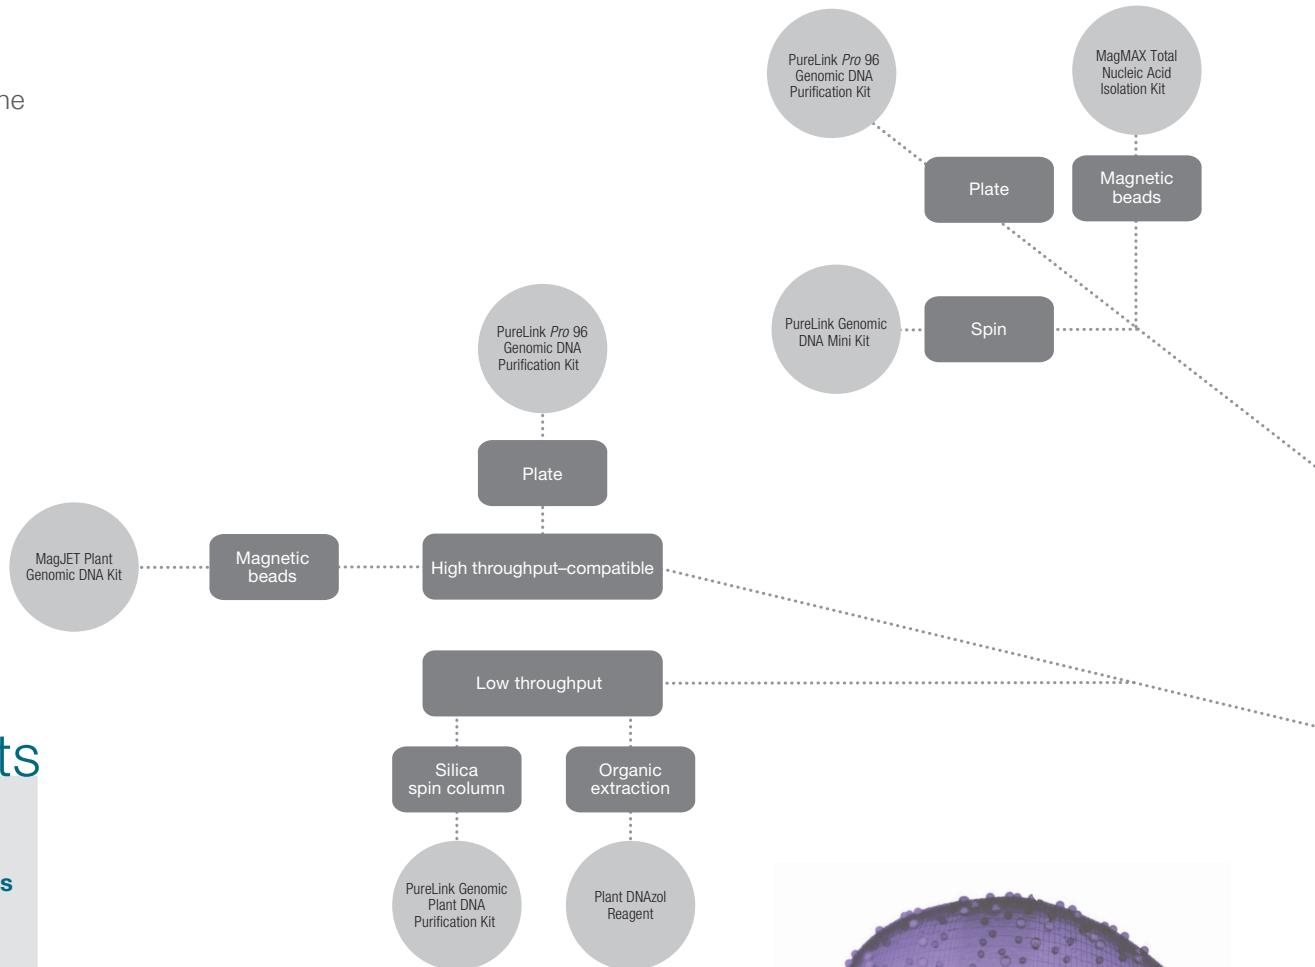 ne
PureLink Pro 96
Genomic DNA
Purification Kit
MagMAX Total
Nucleic Acid
Isolation Kit
Plate
Magnetic
beads
PureLink Genomic
DNA Mini Kit
Spin
PureLink Pro 96
Genomic DNA
Purification Kit
Plate
MagJET Plant
Genomic DNA Kit
Magnetic
beads
High throughput–compatible
Low throughput
ts
Silica
spin column
Organic
extraction
s
PureLink Genomic
Plant DNA
Purification Kit
Plant DNAzol
Reagent